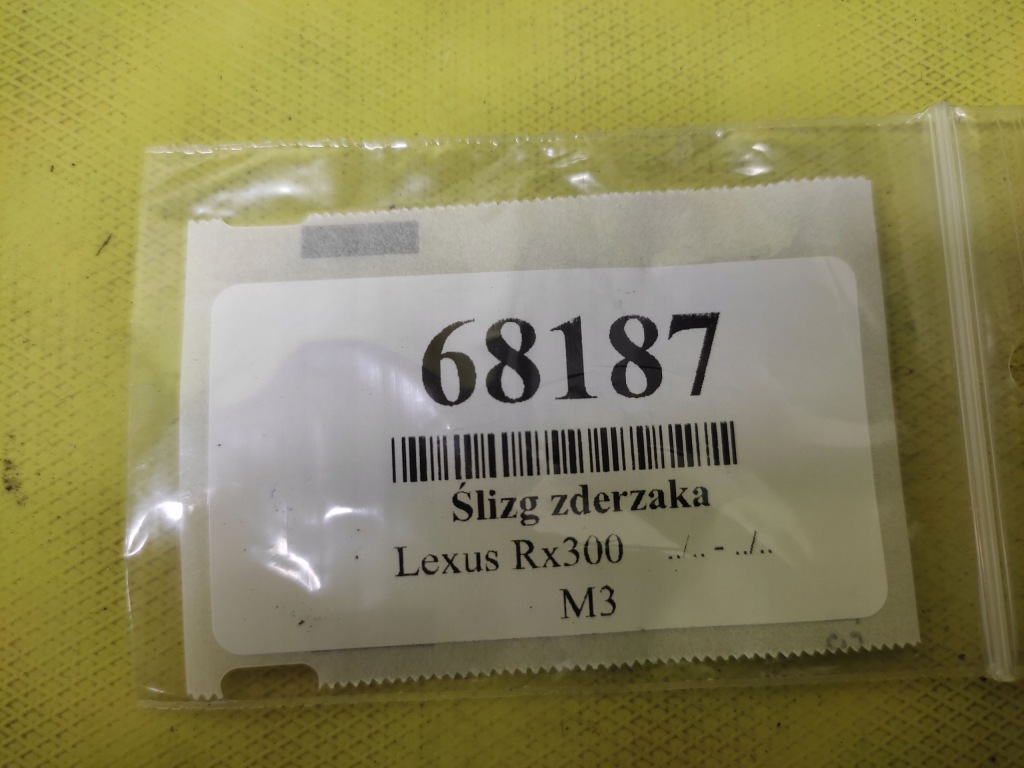 68187
Ślizg zderzaka
Lexus Rx300 ../.. - ../..
M3